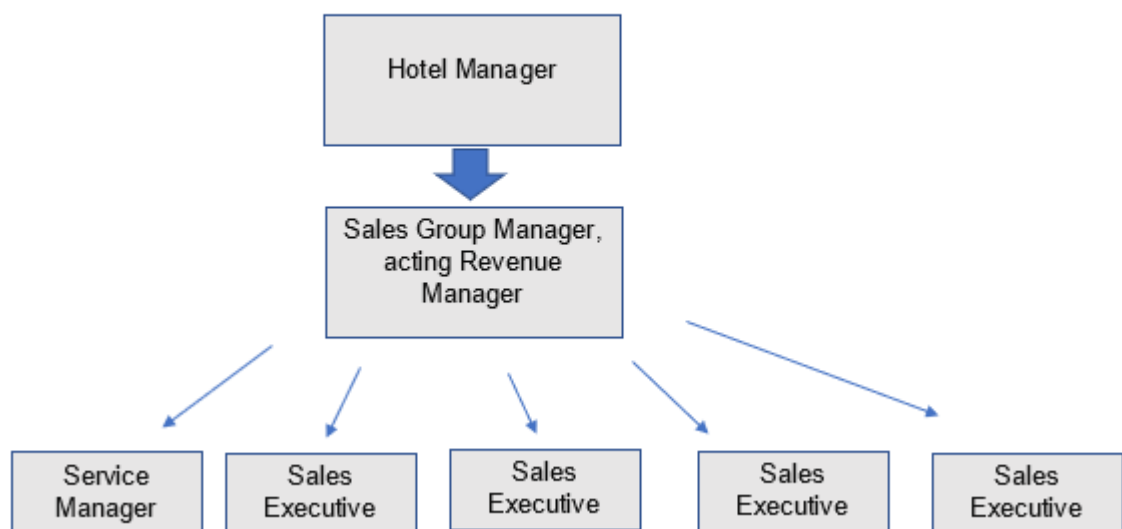 Hotel Manager
Sales Group Manager,
acting Revenue
Manager
Service
Manager
Sales
Executive
Sales
Executive
Sales
Executive
Sales
Executive